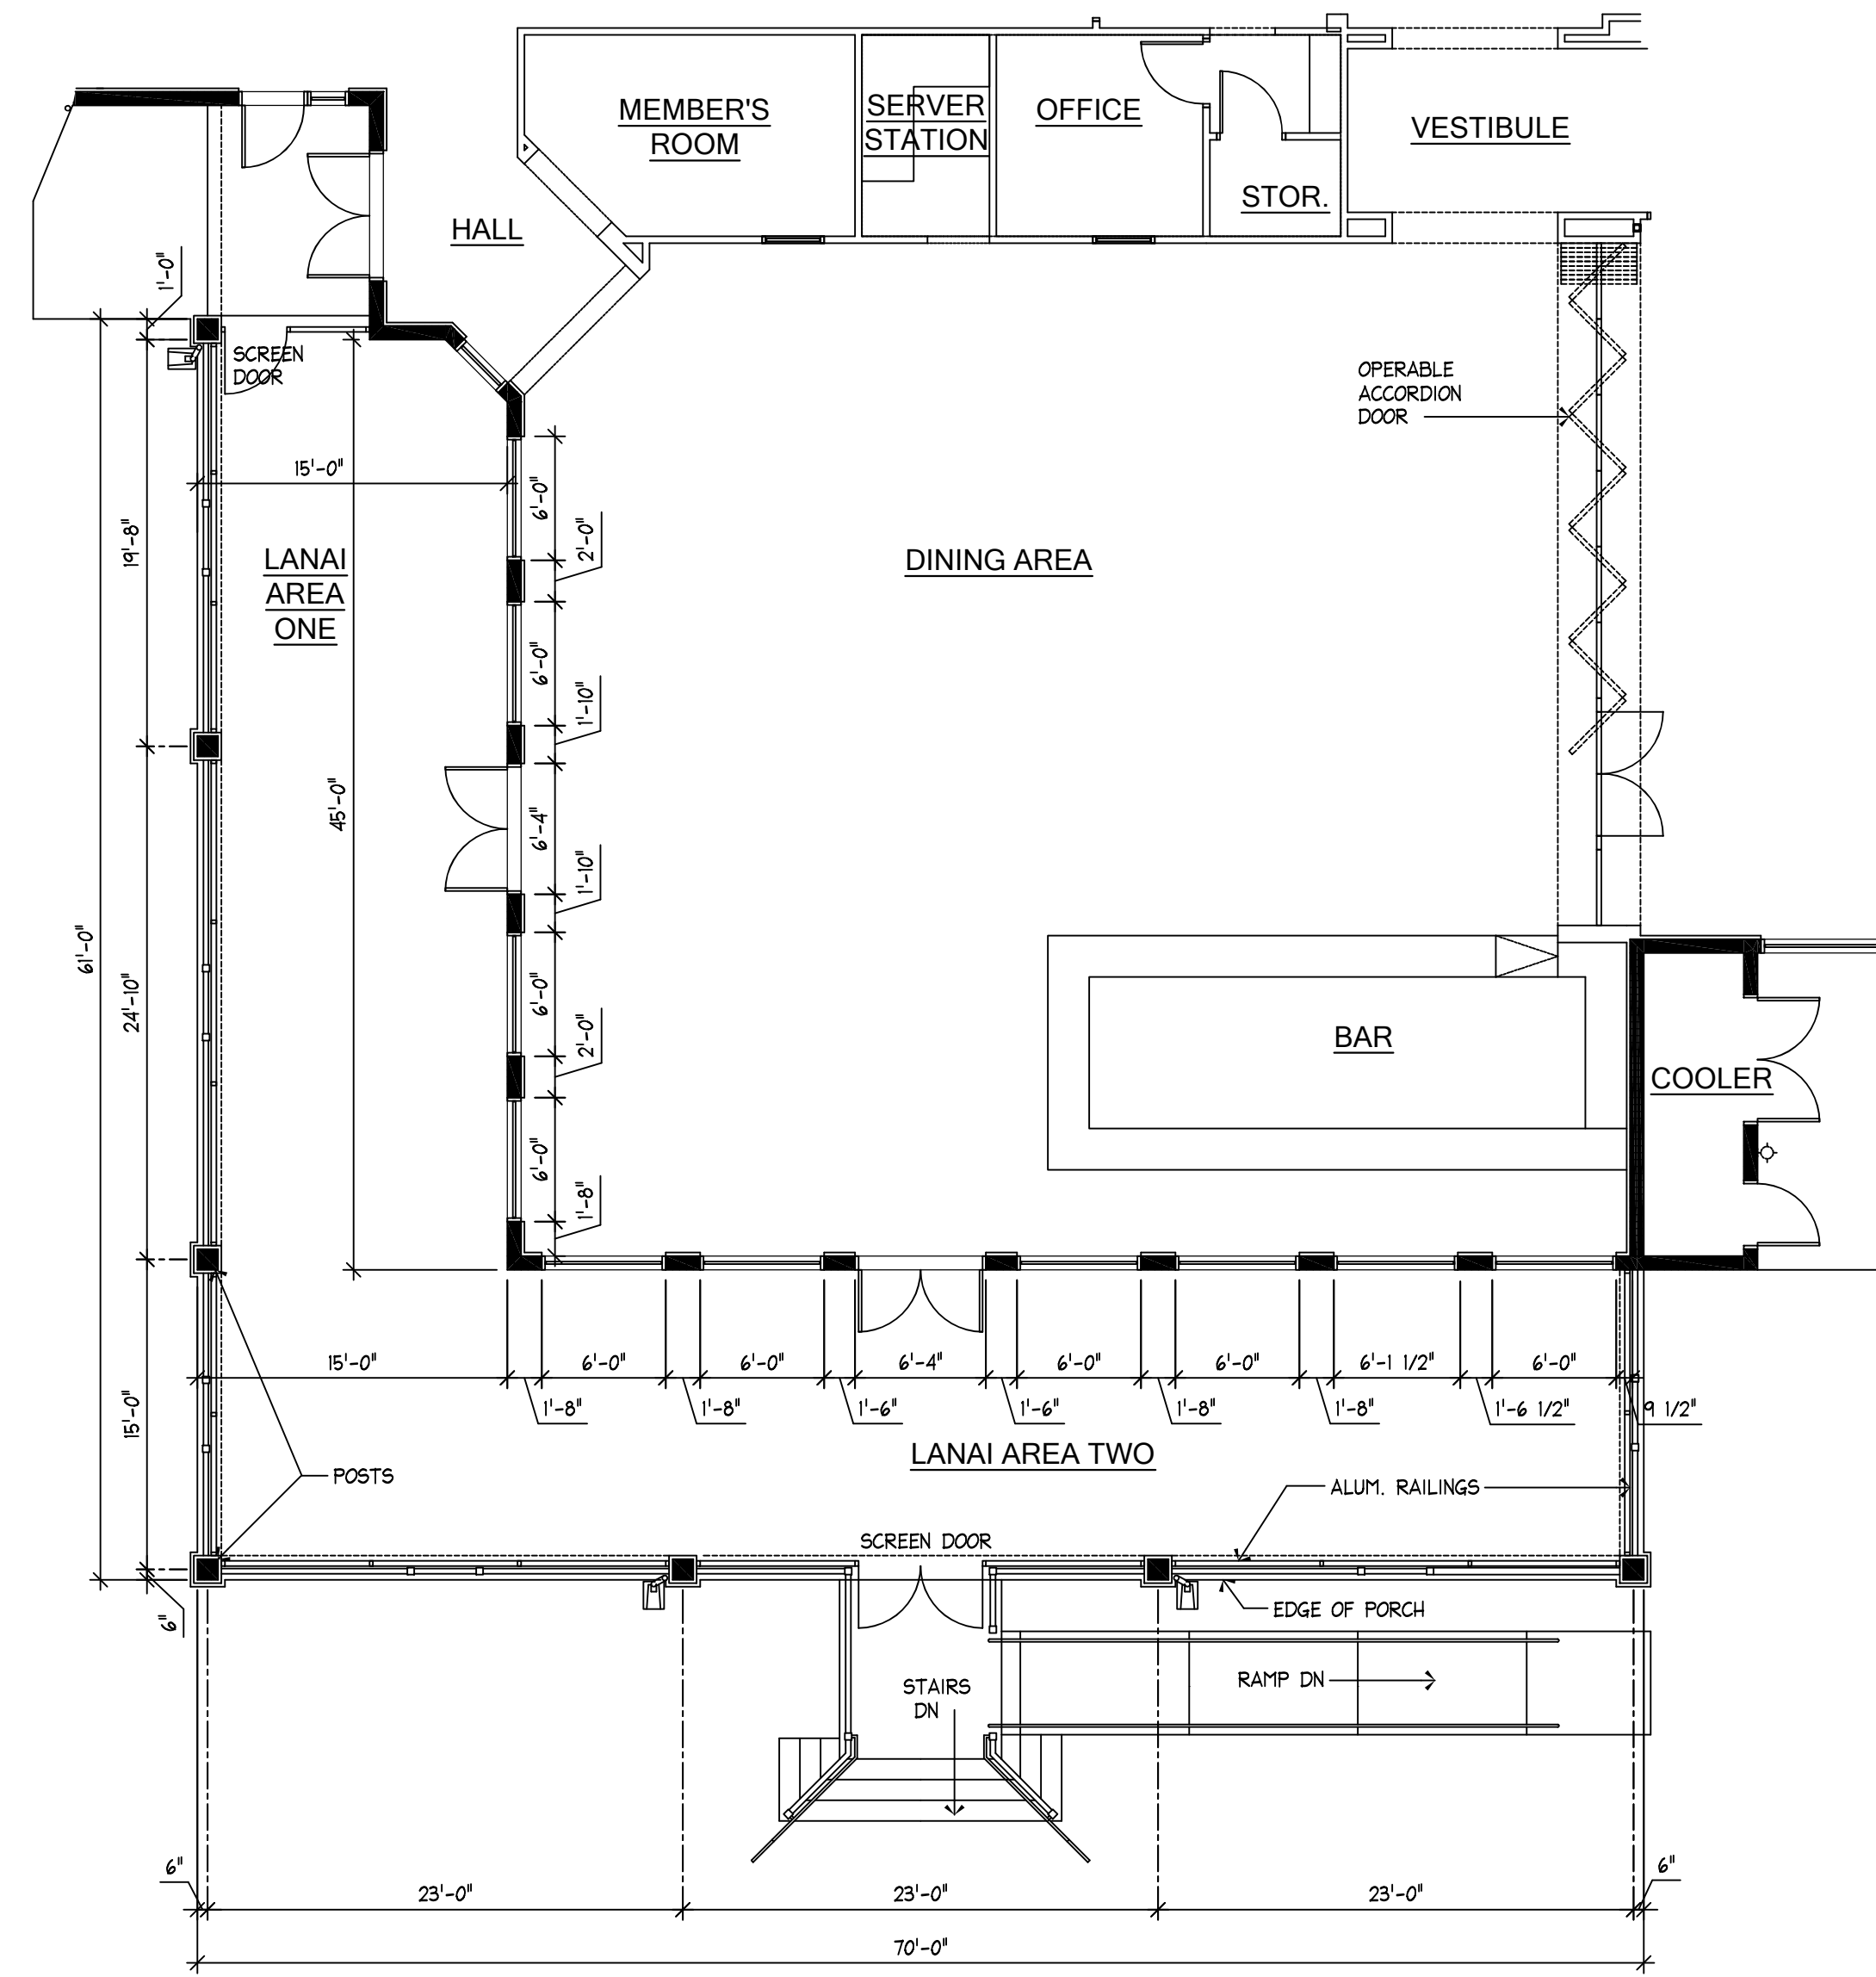 MEMBER'S
ROOM
SERVER
STATION
OFFICE
VESTIBULE
STOR.
HALL
1'-0"
SCREEN
DOOR
OPERABLE
ACCORDION
DOOR
15'-0"
6'-0"
2'-0"
19'-8"
LANAI
AREA
ONE
DINING AREA
6'-0"
1'-10"
45'-0"
6'-4"
1'-10"
61'-0"
24'-10"
6'-0"
2'-0"
BAR
COOLER
6'-0"
1'-8"
15'-0"
15'-0"
6'-0"
6'-0"
6'-4"
6'-0"
6'-0"
6'-1 1/2"
6'-0"
1'-8"
1'-8"
1'-6"
1'-6"
1'-8"
1'-8"
1'-6 1/2"
9 1/2"
LANAI AREA TWO
POSTS
ALUM. RAILINGS
SCREEN DOOR
EDGE OF PORCH
6"
STAIRS
DN
RAMP DN
6"
6"
23'-0"
23'-0"
23'-0"
70'-0"